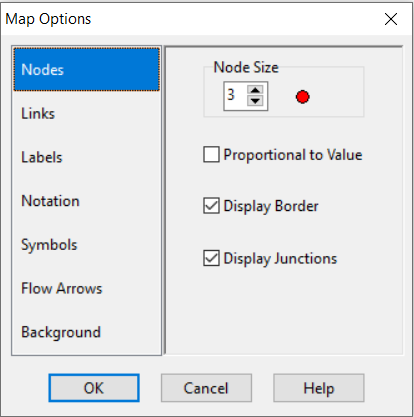 Map Options
Nodes
Links
Labels
Notation
Symbols
Flow Arrows
Background
Node Size
3
Proportional to Value
Display Border
Display Junctions
OK
Cancel
Help